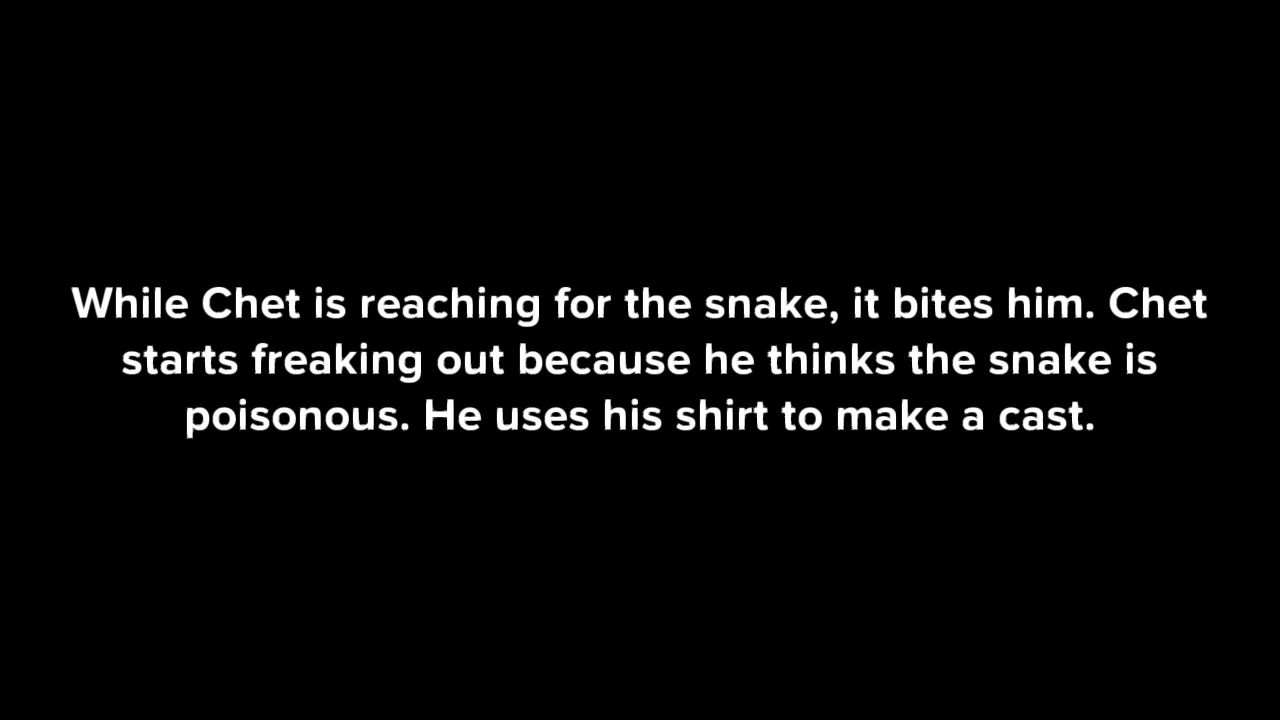 While Chet is reaching for the snake, it bites him. Chet
starts freaking out because he thinks the snake is
poisonous. He uses his shirt to make a cast.